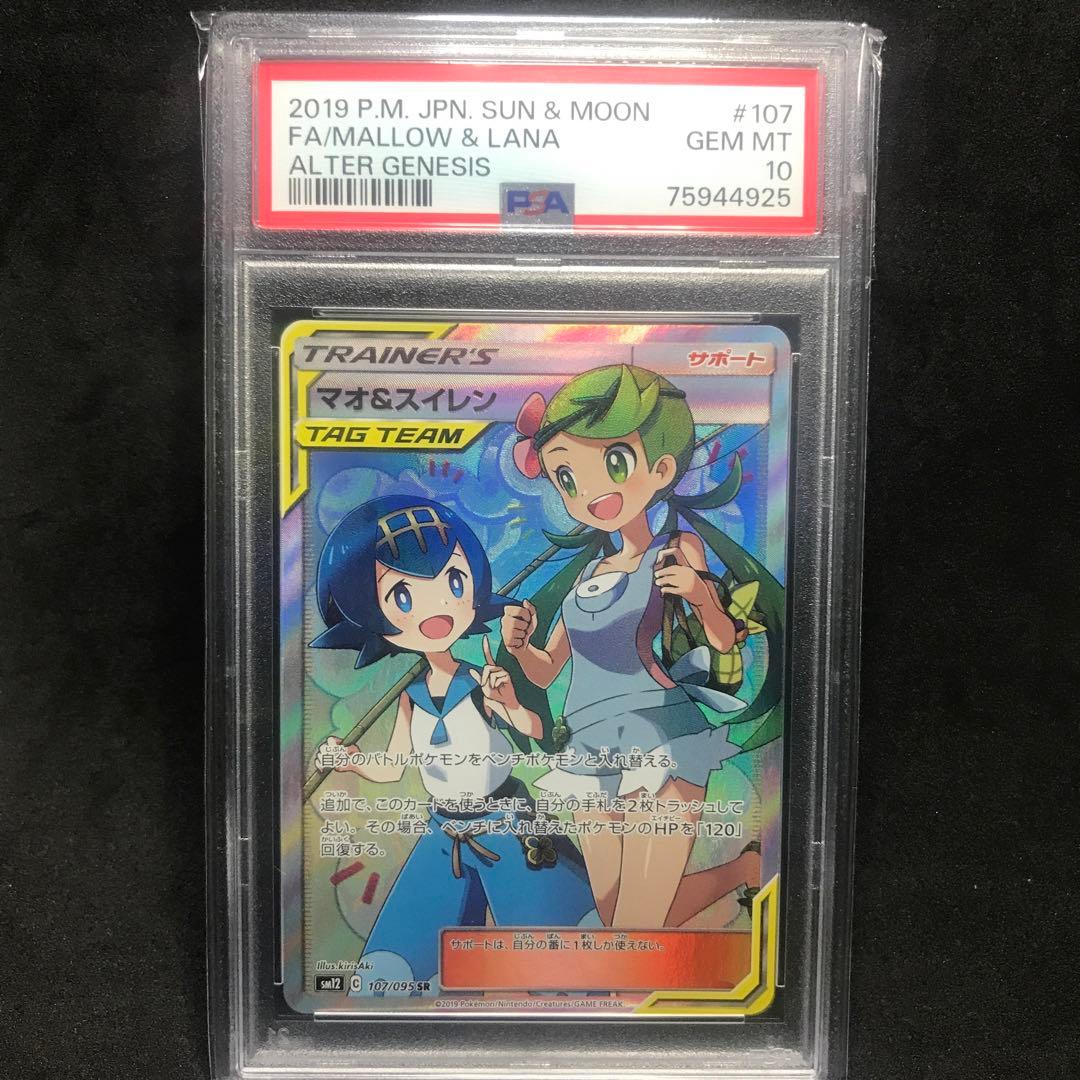 2019 P.M. JPN. SUN & MOON #107
FA/MALLOW & LANA GEM MT
ALTER GENESIS 10
PSA 75944925
TRAINER'S サポート
マオ&スイレン
TAG TEAM
自分のバトルポケモンをベンチポケモンと入れ替える。
追加で、このカードを使うときに、自分の手札を2枚トラッシュして
よい。その場合、ベンチに入れ替えたポケモンのHPを「120」
回復する。
サポートは、自分の番に1枚しか使えない。
Illus.kirisAki
SM12 C 107/095 SR
©2019 Pokémon/Nintendo/Creatures/GAME FREAK.